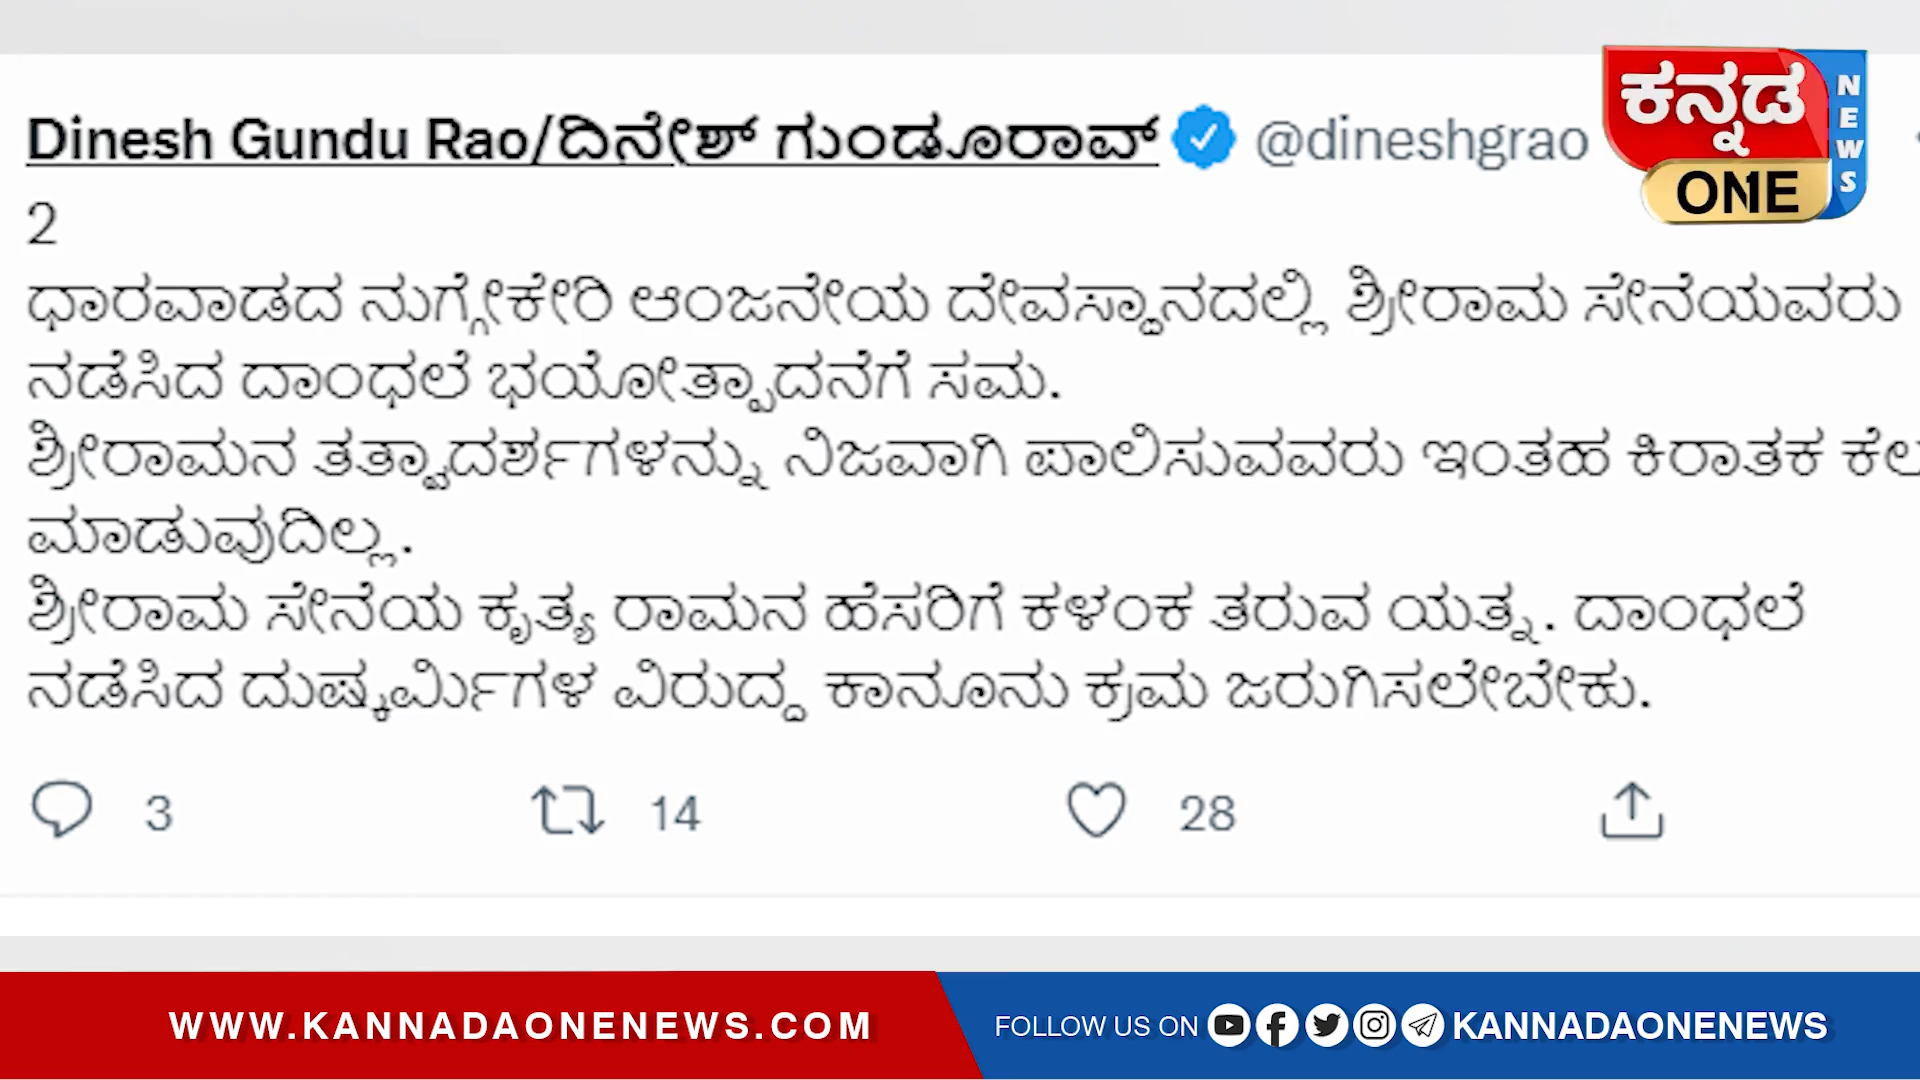 Dinesh Gundu Rao/ದಿನೇಶ್ ಗುಂಡೂರಾವ್ @dineshgrao
ಕನ್ನಡ
NEWS
ONE
2
ಧಾರವಾಡದ ನುಗ್ಗೇಕೇರಿ ಆಂಜನೇಯ ದೇವಸ್ಥಾನದಲ್ಲಿ ಶ್ರೀರಾಮ ಸೇನೆಯವರು
ನಡೆಸಿದ ದಾಂಧಲೆ ಭಯೋತ್ಪಾದನೆಗೆ ಸಮ.
ಶ್ರೀರಾಮನ ತತ್ವಾದರ್ಶಗಳನ್ನು ನಿಜವಾಗಿ ಪಾಲಿಸುವವರು ಇಂತಹ ಕಿರಾತಕ
ಮಾಡುವುದಿಲ್ಲ.
ಶ್ರೀರಾಮ ಸೇನೆಯ ಕೃತ್ಯ ರಾಮನ ಹೆಸರಿಗೆ ಕಳಂಕ ತರುವ ಯತ್ನ. ದಾಂಧಲೆ
ನಡೆಸಿದ ದುಷ್ಕರ್ಮಿಗಳ ವಿರುದ್ದ ಕಾನೂನು ಕ್ರಮ ಜರುಗಿಸಲೇಬೇಕು.
3 14 28
WWW.KANNADAONENEWS.COM
FOLLOW US ON KANNADAONENEWS